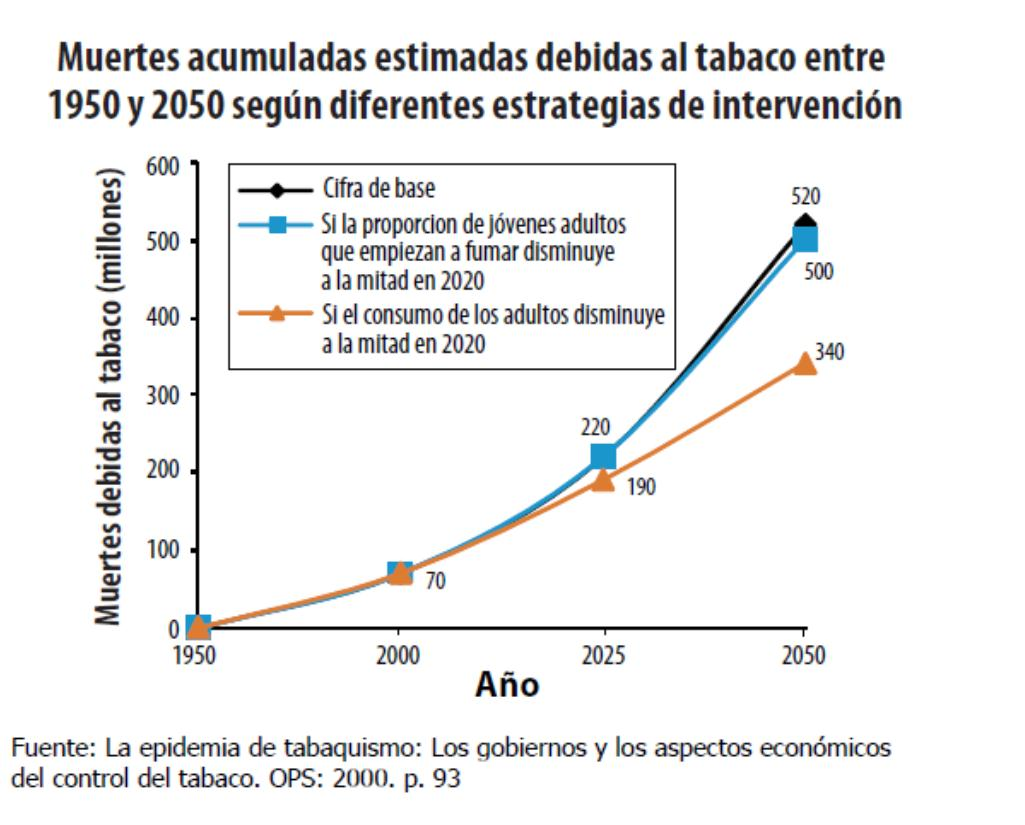 Muertes acumuladas estimadas debidas al tabaco entre
1950 y 2050 según diferentes estrategias de intervención
Muertes debidas al tabaco (millones)
600
500
400
300
200
100
0
Cifra de base
Si la proporcion de jóvenes adultos
que empiezan a fumar disminuye
a la mitad en 2020
Si el consumo de los adultos disminuye
a la mitad en 2020
520
500
340
220
190
70
1950
2000
2025
2050
Año
Fuente: La epidemia de tabaquismo: Los gobiernos y los aspectos económicos
del control del tabaco. OPS: 2000. p. 93